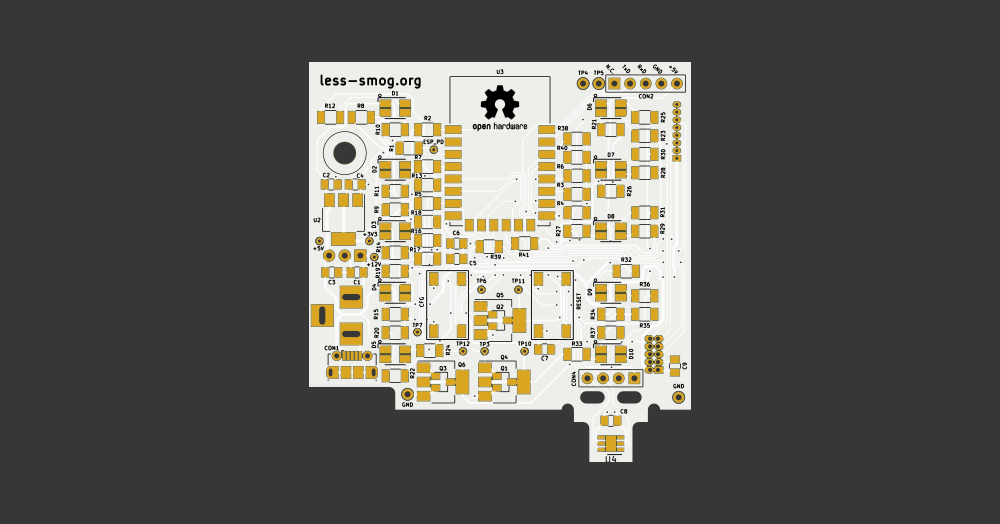 less-smog.org
U3
TP4 TP5
N.C. TxD RxD GND +5V
CON2
open hardware
D1
R12 R8
R10
R2
R1
ESP_PD
R7
D2
R13
C2 C4
R11
R5
R9
R18
U2
D3
R16
+3V3
+5V
R14
R17
+12V
R19
C3 C1
C6
C5
R39
R41
D6
R21
R38
R40
R6
R3
R4
R27
D7
R26
D8
R25
R23
R30
R28
R31
R29
R32
D4
R15
R20
D5
R22
CON1
CFG
TP7
TP6 TP11
Q5
Q2
RESET
D9
R34
R37
R36
R35
R24
TP12 TP3 TP10
C7
R33
D10
Q3 Q6
Q4
Q1
CON4
C9
GND
GND
C8
U4